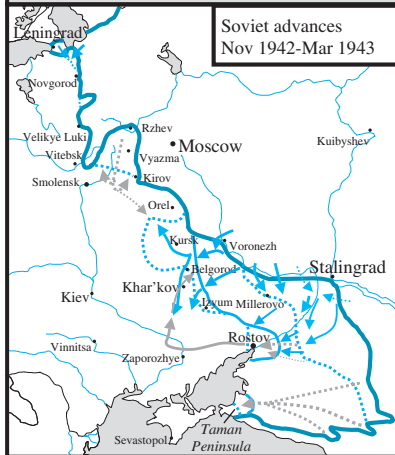 Soviet advances
Nov 1942-Mar 1943
Leningrad
Novgorod
Velikye Luki
Rzhev
Moscow
Kuibyshev
Vitebsk
Vyazma
Smolensk
Kirov
Orel
Kursk
Voronezh
Belgorod
Stalingrad
Khar'kov
Kiev
Izyum
Millerovo
Rostov
Vinnitsa
Zaporozhye
Taman
Peninsula
Sevastopol